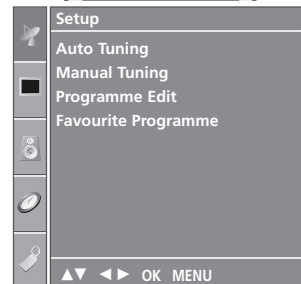 Setup
Auto Tuning
Manual Tuning
Programme Edit
Favourite Programme
▲▼ ◄► OK MENU